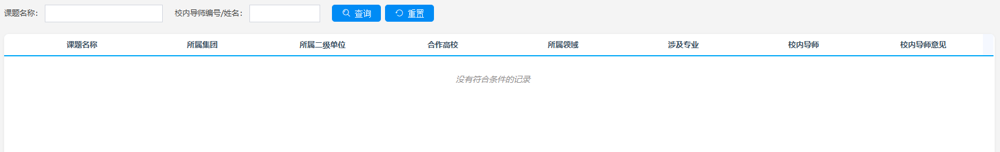 课题名称： 校内导师编号/姓名： 查询 重置
课题名称 所属集团 所属二级单位 合作高校 所属领域 涉及专业 校内导师 校内导师意见
没有符合条件的记录